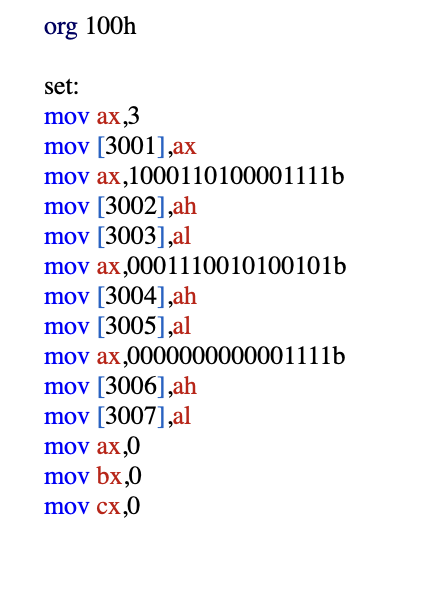 org 100h
set:
mov ax,3
mov [3001],ax
mov ax,1000110100001111b
mov [3002],ah
mov [3003],al
mov ax,0001110010100101b
mov [3004],ah
mov [3005],al
mov ax,0000000000001111b
mov [3006],ah
mov [3007],al
mov ax,0
mov bx,0
mov cx,0